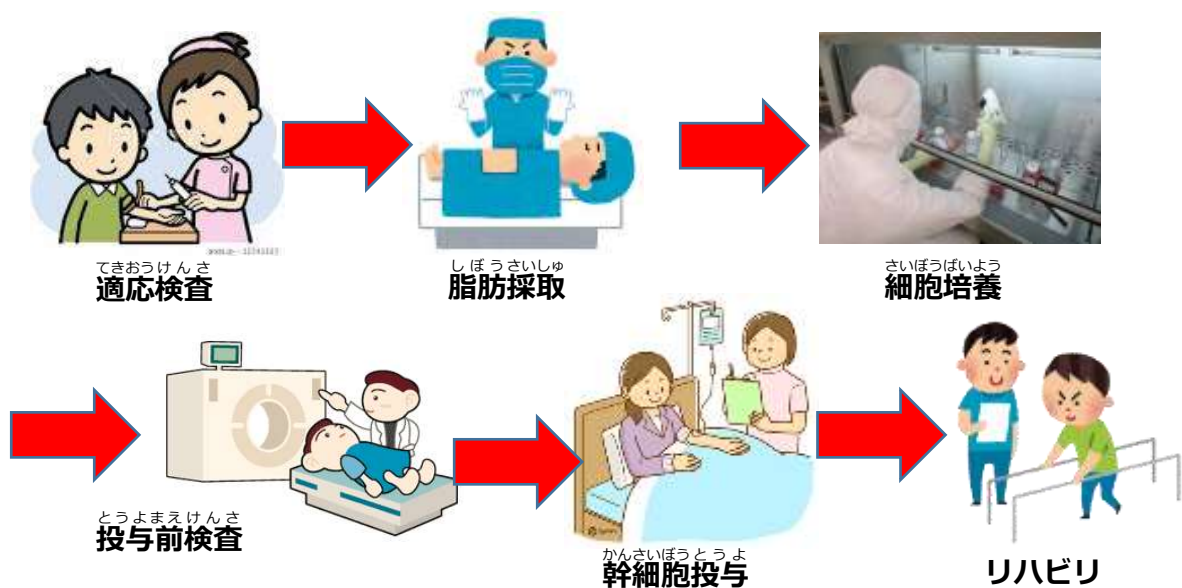 てきおうけんさ
適応検査
しぼうさいしゅ
脂肪採取
さいぼうばいよう
細胞培養
とうよまえけんさ
投与前検査
かんさいぼうとうよ
幹細胞投与
リハビリ